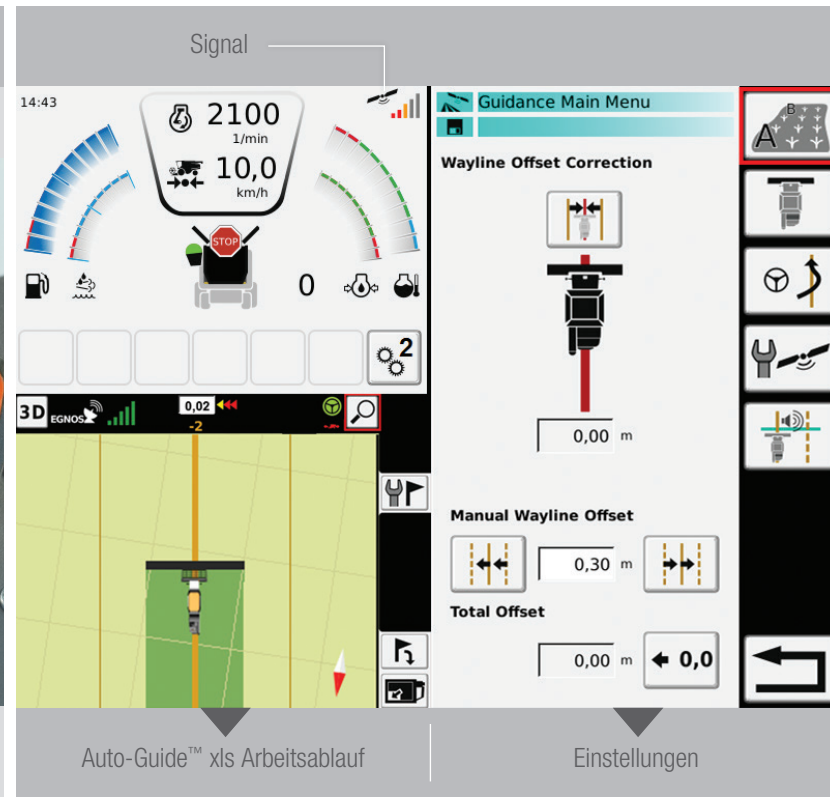 Signal
14:43
2100
1/min
10,0
km/h
STOP
0
2
3D EGNOS 0,02
-2
Guidance Main Menu
Wayline Offset Correction
0,00 m
Manual Wayline Offset
0,30 m
Total Offset
0,00 m 0,0
B
A
Auto-Guide™ xls Arbeitsablauf
Einstellungen